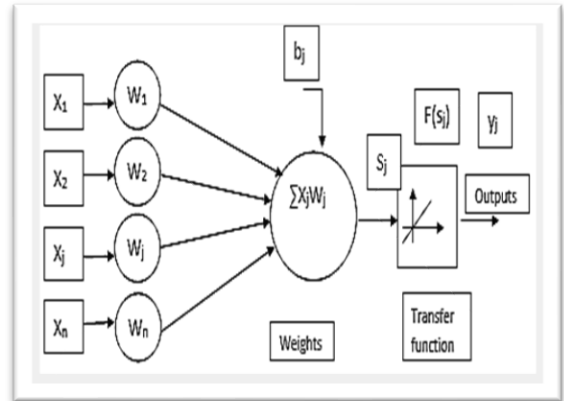 bj
X1
W1
F(sj)
yj
X2
W2
Sj
∑XjWj
Outputs
Xj
Wj
Xn
Wn
Weights
Transfer
function